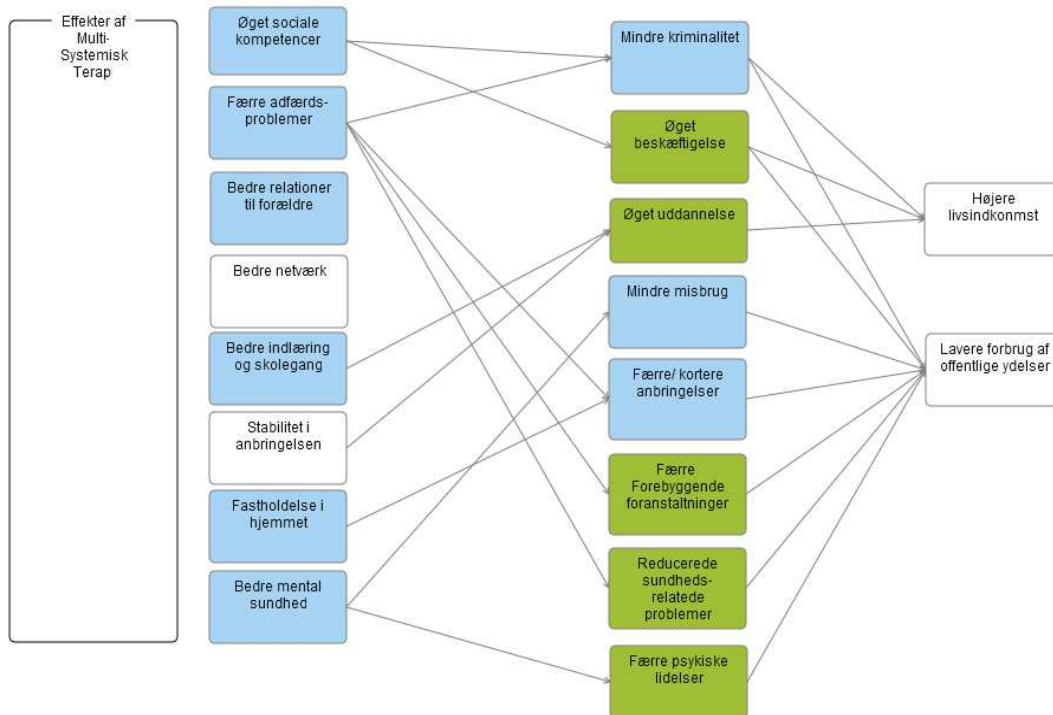 Effekter af
Multi-
Systemisk
Terap
Øget sociale
kompetencer
Færre adfærds-
problemer
Bedre relationer
til forældre
Bedre netværk
Bedre indlæring
og skolegang
Stabilitet i
anbringelsen
Fastholdelse i
hjemmet
Bedre mental
sundhed
Mindre kriminalitet
Øget
beskæftigelse
Øget uddannelse
Mindre misbrug
Færre/ kortere
anbringelser
Færre
Forebyggende
foranstaltninger
Reducerede
sundheds-
relatede
problemer
Færre psykiske
lidelser
Højere
livsindkonmst
Lavere forbrug af
offentlige ydelser